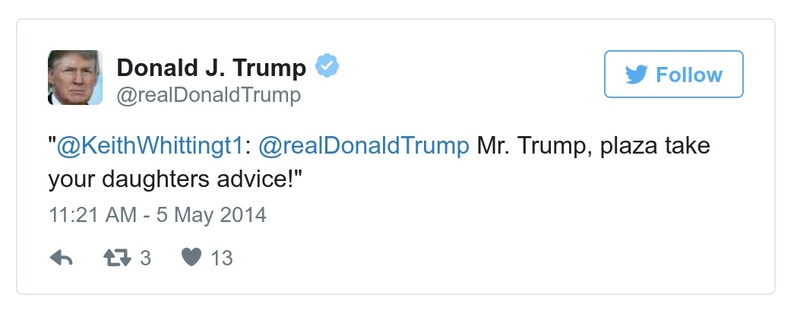 Donald J. Trump
@realDonaldTrump
Follow
"@KeithWhittingt1: @realDonaldTrump Mr. Trump, plaza take
your daughters advice!"
11:21 AM - 5 May 2014
3 13